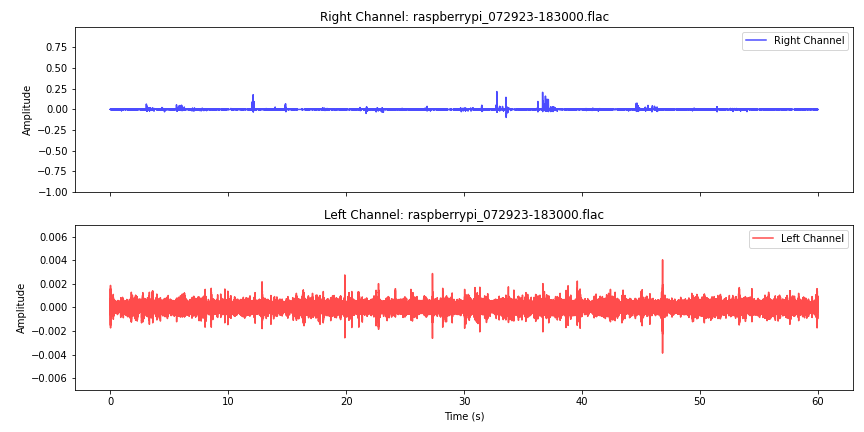 Right Channel: raspberrypi_072923-183000.flac
Right Channel
Amplitude
0.75
0.50
0.25
0.00
−0.25
−0.50
−0.75
−1.00
Left Channel: raspberrypi_072923-183000.flac
Left Channel
Amplitude
0.006
0.004
0.002
0.000
−0.002
−0.004
−0.006
0 10 20 30 40 50 60
Time (s)